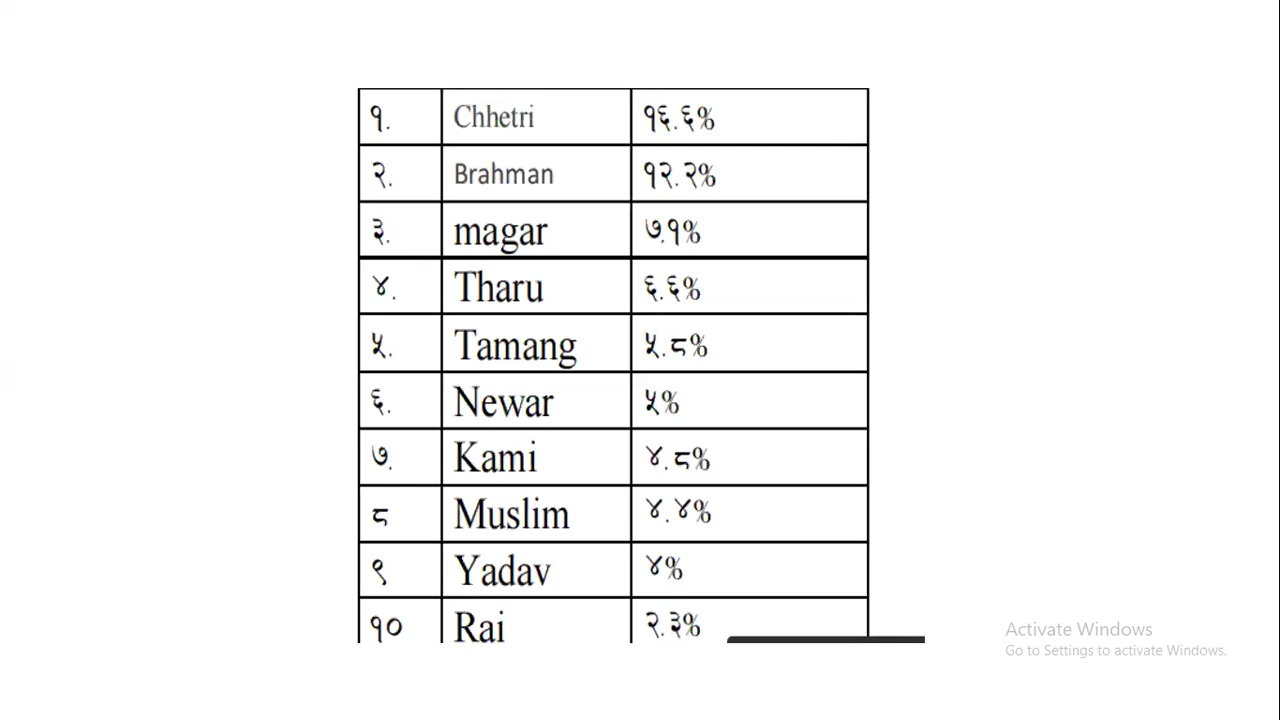 १. Chhetri १६.६%
२. Brahman १२.२%
३. magar ७.१%
४. Tharu ६.६%
५. Tamang ५.८%
६. Newar ५%
७. Kami ४.८%
८ Muslim ४.४%
९ Yadav ४%
१० Rai २.३%
Activate Windows
Go to Settings to activate Windows.